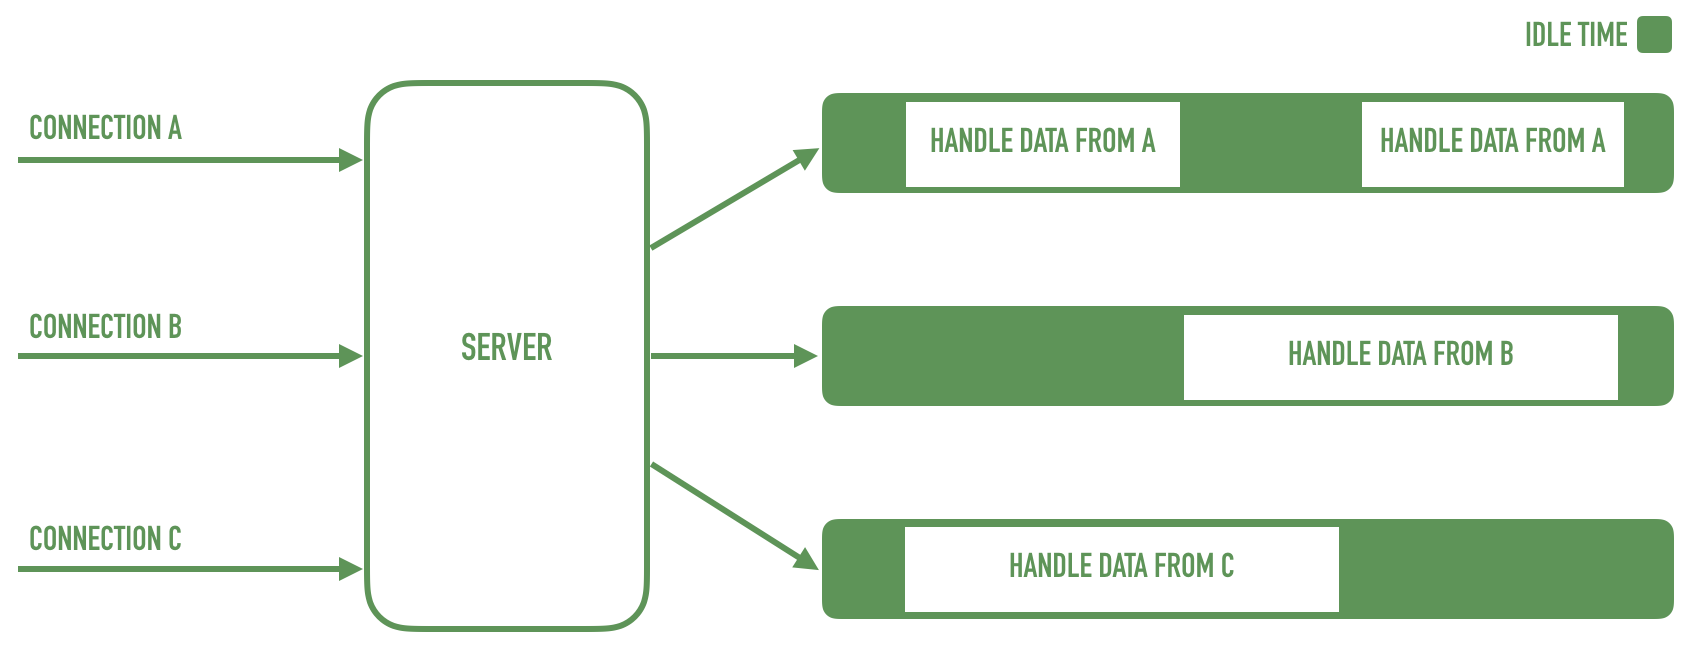 IDLE TIME
CONNECTION A
HANDLE DATA FROM A
HANDLE DATA FROM A
CONNECTION B
SERVER
HANDLE DATA FROM B
CONNECTION C
HANDLE DATA FROM C